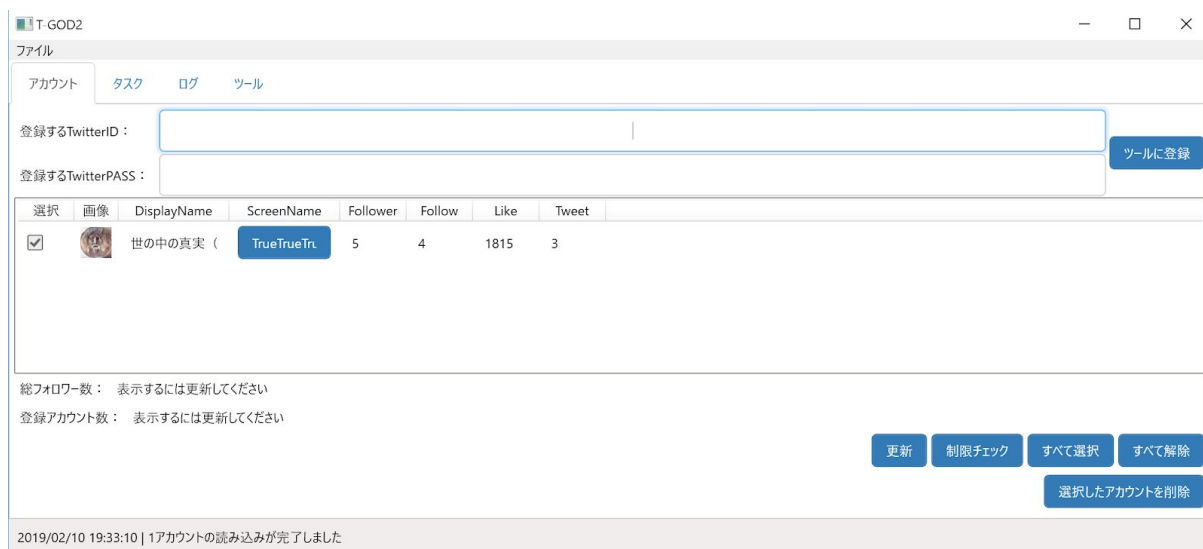 T-GOD2
ファイル
アカウント タスク ログ ツール
登録するTwitterID：
ツールに登録
登録するTwitterPASS：
選択 画像 DisplayName ScreenName Follower Follow Like Tweet
世の中の真実（ TrueTrueTru 5 4 1815 3
総フォロワー数： 表示するには更新してください
登録アカウント数： 表示するには更新してください
更新 制限チェック すべて選択 すべて解除
選択したアカウントを削除
2019/02/10 19:33:10 | 1アカウントの読み込みが完了しました